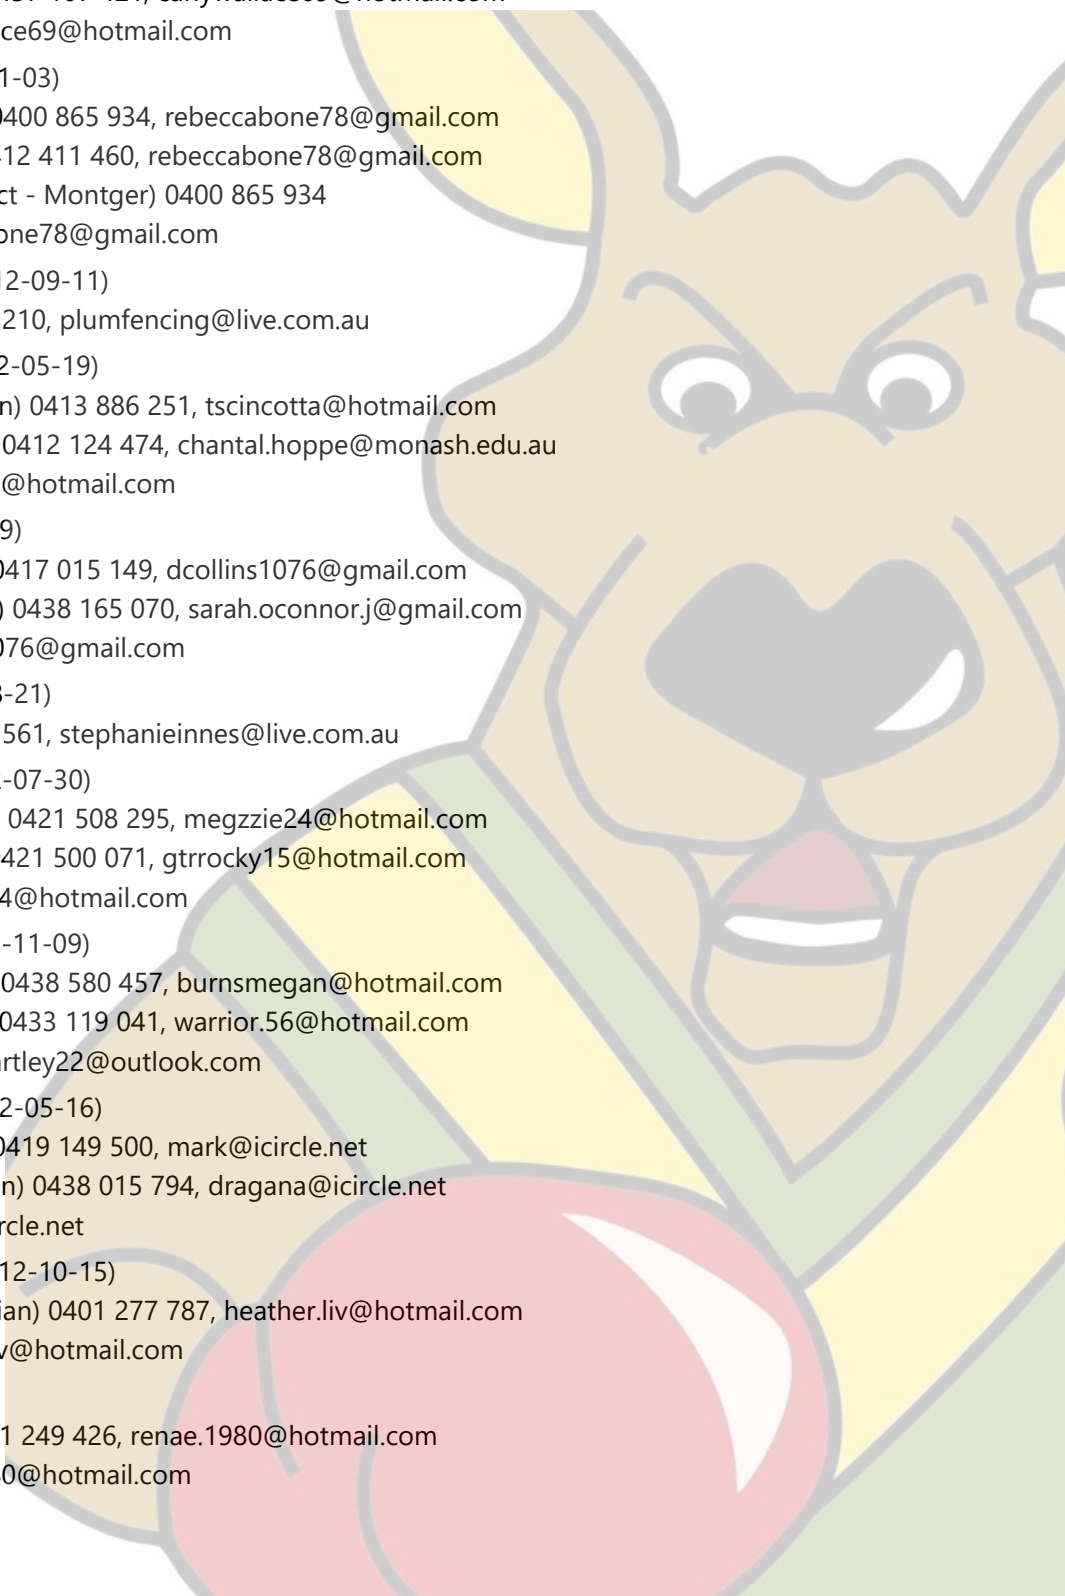 ce69@hotmail.com
1-03)
0400 865 934, rebeccabone78@gmail.com
12 411 460, rebeccabone78@gmail.com
ct - Montger) 0400 865 934
one78@gmail.com
12-09-11)
210, plumfencing@live.com.au
2-05-19)
n) 0413 886 251, tscincotta@hotmail.com
0412 124 474, chantal.hoppe@monash.edu.au
@hotmail.com
9)
0417 015 149, dcollins1076@gmail.com
) 0438 165 070, sarah.oconnor.j@gmail.com
076@gmail.com
-21)
561, stephanieinnes@live.com.au
-07-30)
0421 508 295, megzzie24@hotmail.com
421 500 071, gtrrocky15@hotmail.com
4@hotmail.com
-11-09)
0438 580 457, burnsmegan@hotmail.com
0433 119 041, warrior.56@hotmail.com
artley22@outlook.com
2-05-16)
0419 149 500, mark@icircle.net
n) 0438 015 794, dragana@icircle.net
rcle.net
12-10-15)
ian) 0401 277 787, heather.liv@hotmail.com
v@hotmail.com
1 249 426, renae.1980@hotmail.com
0@hotmail.com